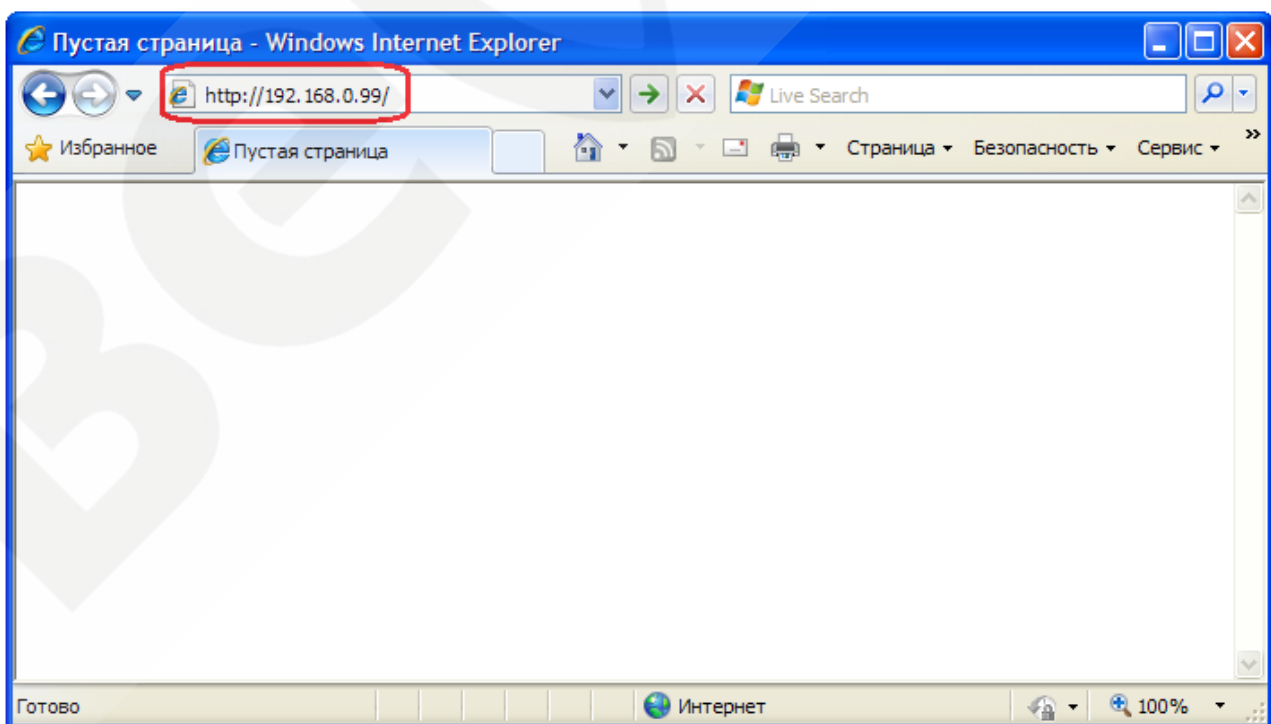 Пустая страница - Windows Internet Explorer
http://192.168.0.99/ Live Search
Избранное Пустая страница Страница Безопасность Сервис »
Готово Интернет 100%